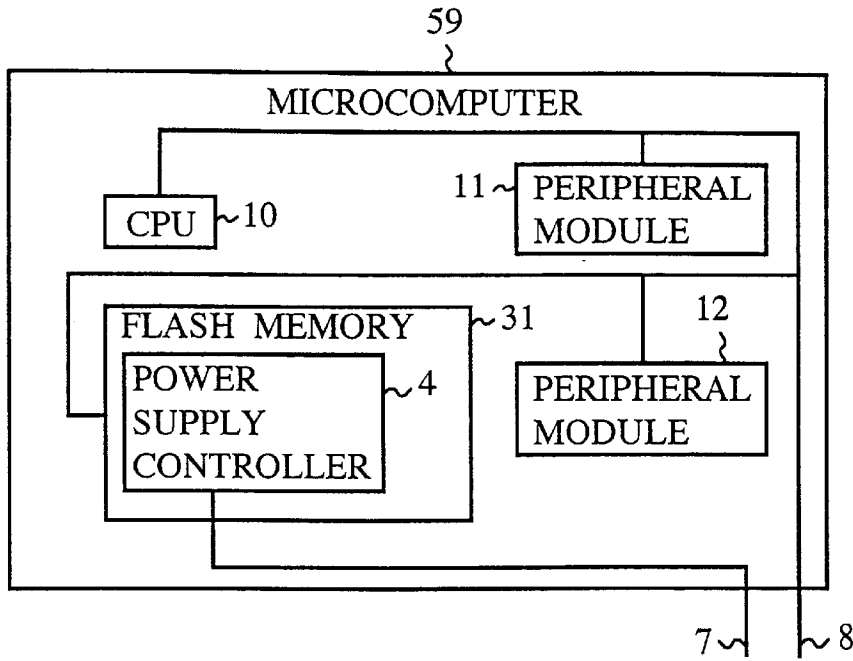 59
MICROCOMPUTER
CPU
10
11
PERIPHERAL
MODULE
FLASH MEMORY
31
POWER
SUPPLY
CONTROLLER
4
12
PERIPHERAL
MODULE
7
8